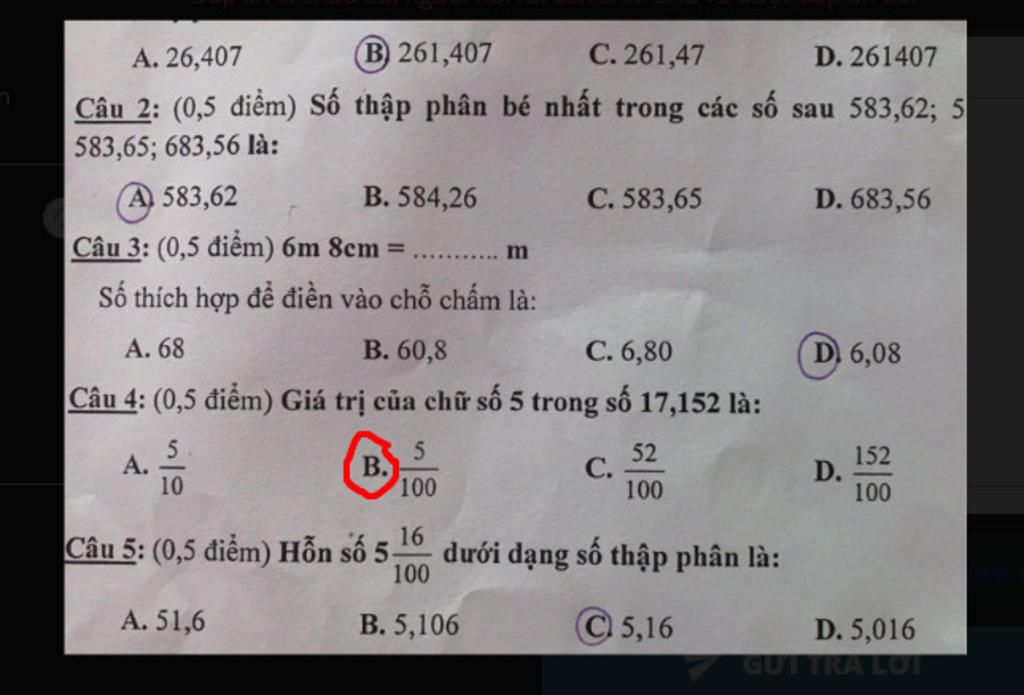 A. 26,407 B. 261,407 C. 261,47 D. 261407
Câu 2: (0,5 điểm) Số thập phân bé nhất trong các số sau 583,62; 5
583,65; 683,56 là:
A. 583,62 B. 584,26 C. 583,65 D. 683,56
Câu 3: (0,5 điểm) 6m 8cm = ........... m
Số thích hợp để điền vào chỗ chấm là:
A. 68 B. 60,8 C. 6,80 D. 6,08
Câu 4: (0,5 điểm) Giá trị của chữ số 5 trong số 17,152 là:
A. 5/10 B. 5/100 C. 52/100 D. 152/100
Câu 5: (0,5 điểm) Hỗn số 5 16/100 dưới dạng số thập phân là:
A. 51,6 B. 5,106 C. 5,16 D. 5,016
GỬI TRẢ LỜI